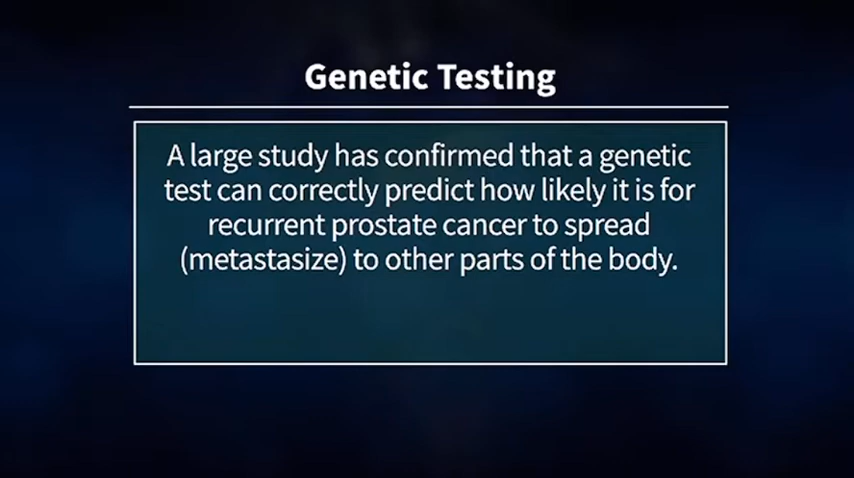 Genetic Testing
A large study has confirmed that a genetic
test can correctly predict how likely it is for
recurrent prostate cancer to spread
(metastasize) to other parts of the body.